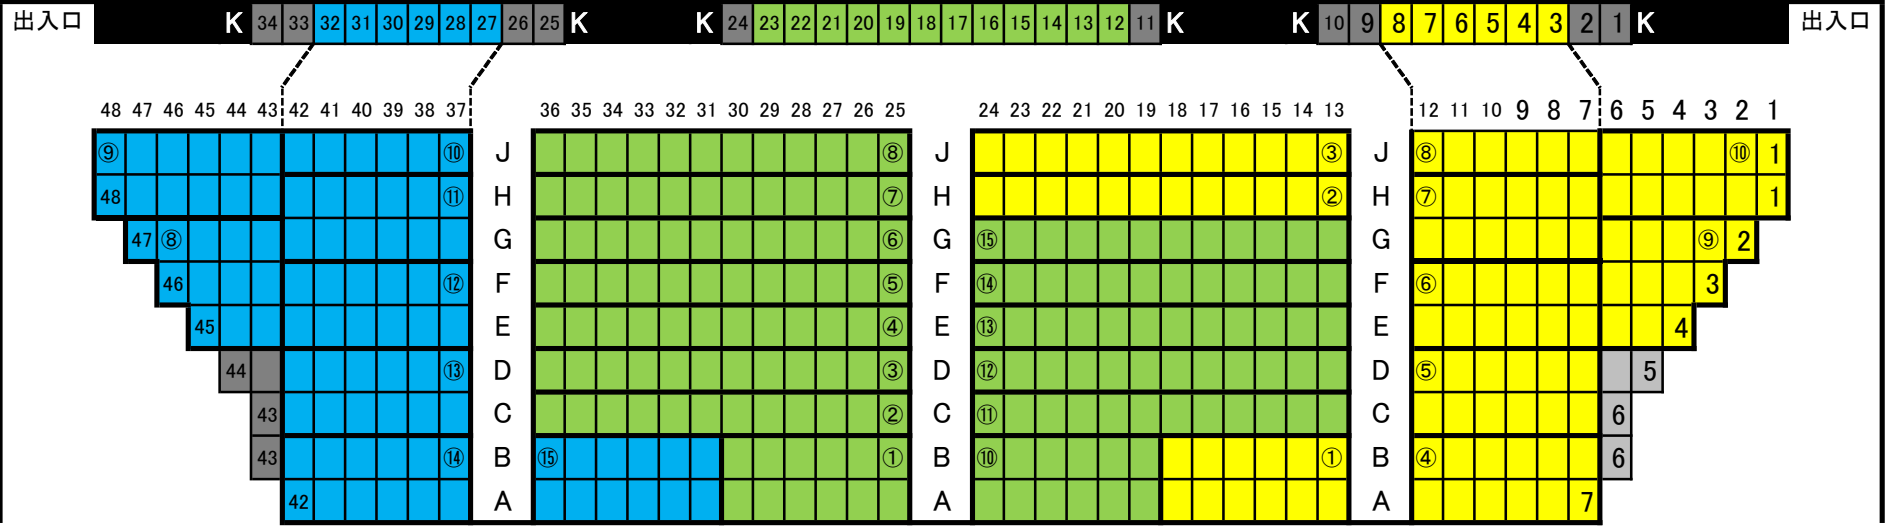 出入口 K 34 33 32 31 30 29 28 27 26 25 K K 24 23 22 21 20 19 18 17 16 15 14 13 12 11 K K 10 9 8 7 6 5 4 3 2 1 K 出入口
48 47 46 45 44 43 42 41 40 39 38 37 36 35 34 33 32 31 30 29 28 27 26 25 24 23 22 21 20 19 18 17 16 15 14 13 12 11 10 9 8 7 6 5 4 3 2 1
⑨ ⑩ J ⑧ J ③ J ⑧ ⑩ 1
48 ⑪ H ⑦ H ② H ⑦ 1
47 ⑧ G ⑥ G ⑮ G ⑨ 2
46 ⑫ F ⑤ F ⑭ F ⑥ 3
45 E ④ E ⑬ E 4
44 ⑬ D ③ D ⑫ D ⑤ 5
43 C ② C ⑪ C 6
43 ⑭ B ⑮ ① B ⑩ ① B ④ 6
42 A A A 7